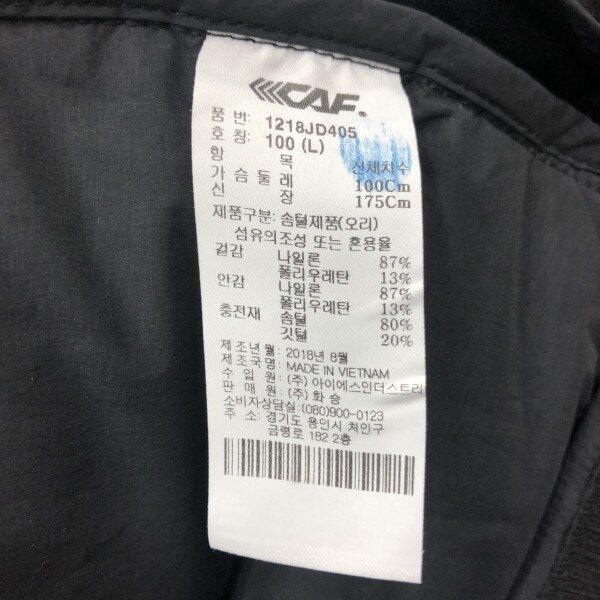 CAF®
품 번: 1218JD405
호 칭: 100 (L)
항 목 신체치수
가 슴 둘 레 100Cm
신 장 175Cm
제품구분: 솜털제품(오리)
섬유의조성 또는 혼용율
겉감 나일론 87%
폴리우레탄 13%
안감 나일론 87%
폴리우레탄 13%
충전재 솜털 80%
깃털 20%
제 조 년 월 : 2018년 8월
제조국명: MADE IN VIETNAM
수 입 원 : (주) 아이에스인더스트리
판 매 원 : (주) 화 승
소비자상담실:(080)900-0123
주 소: 경기도 용인시 처인구
금령로 182 2층